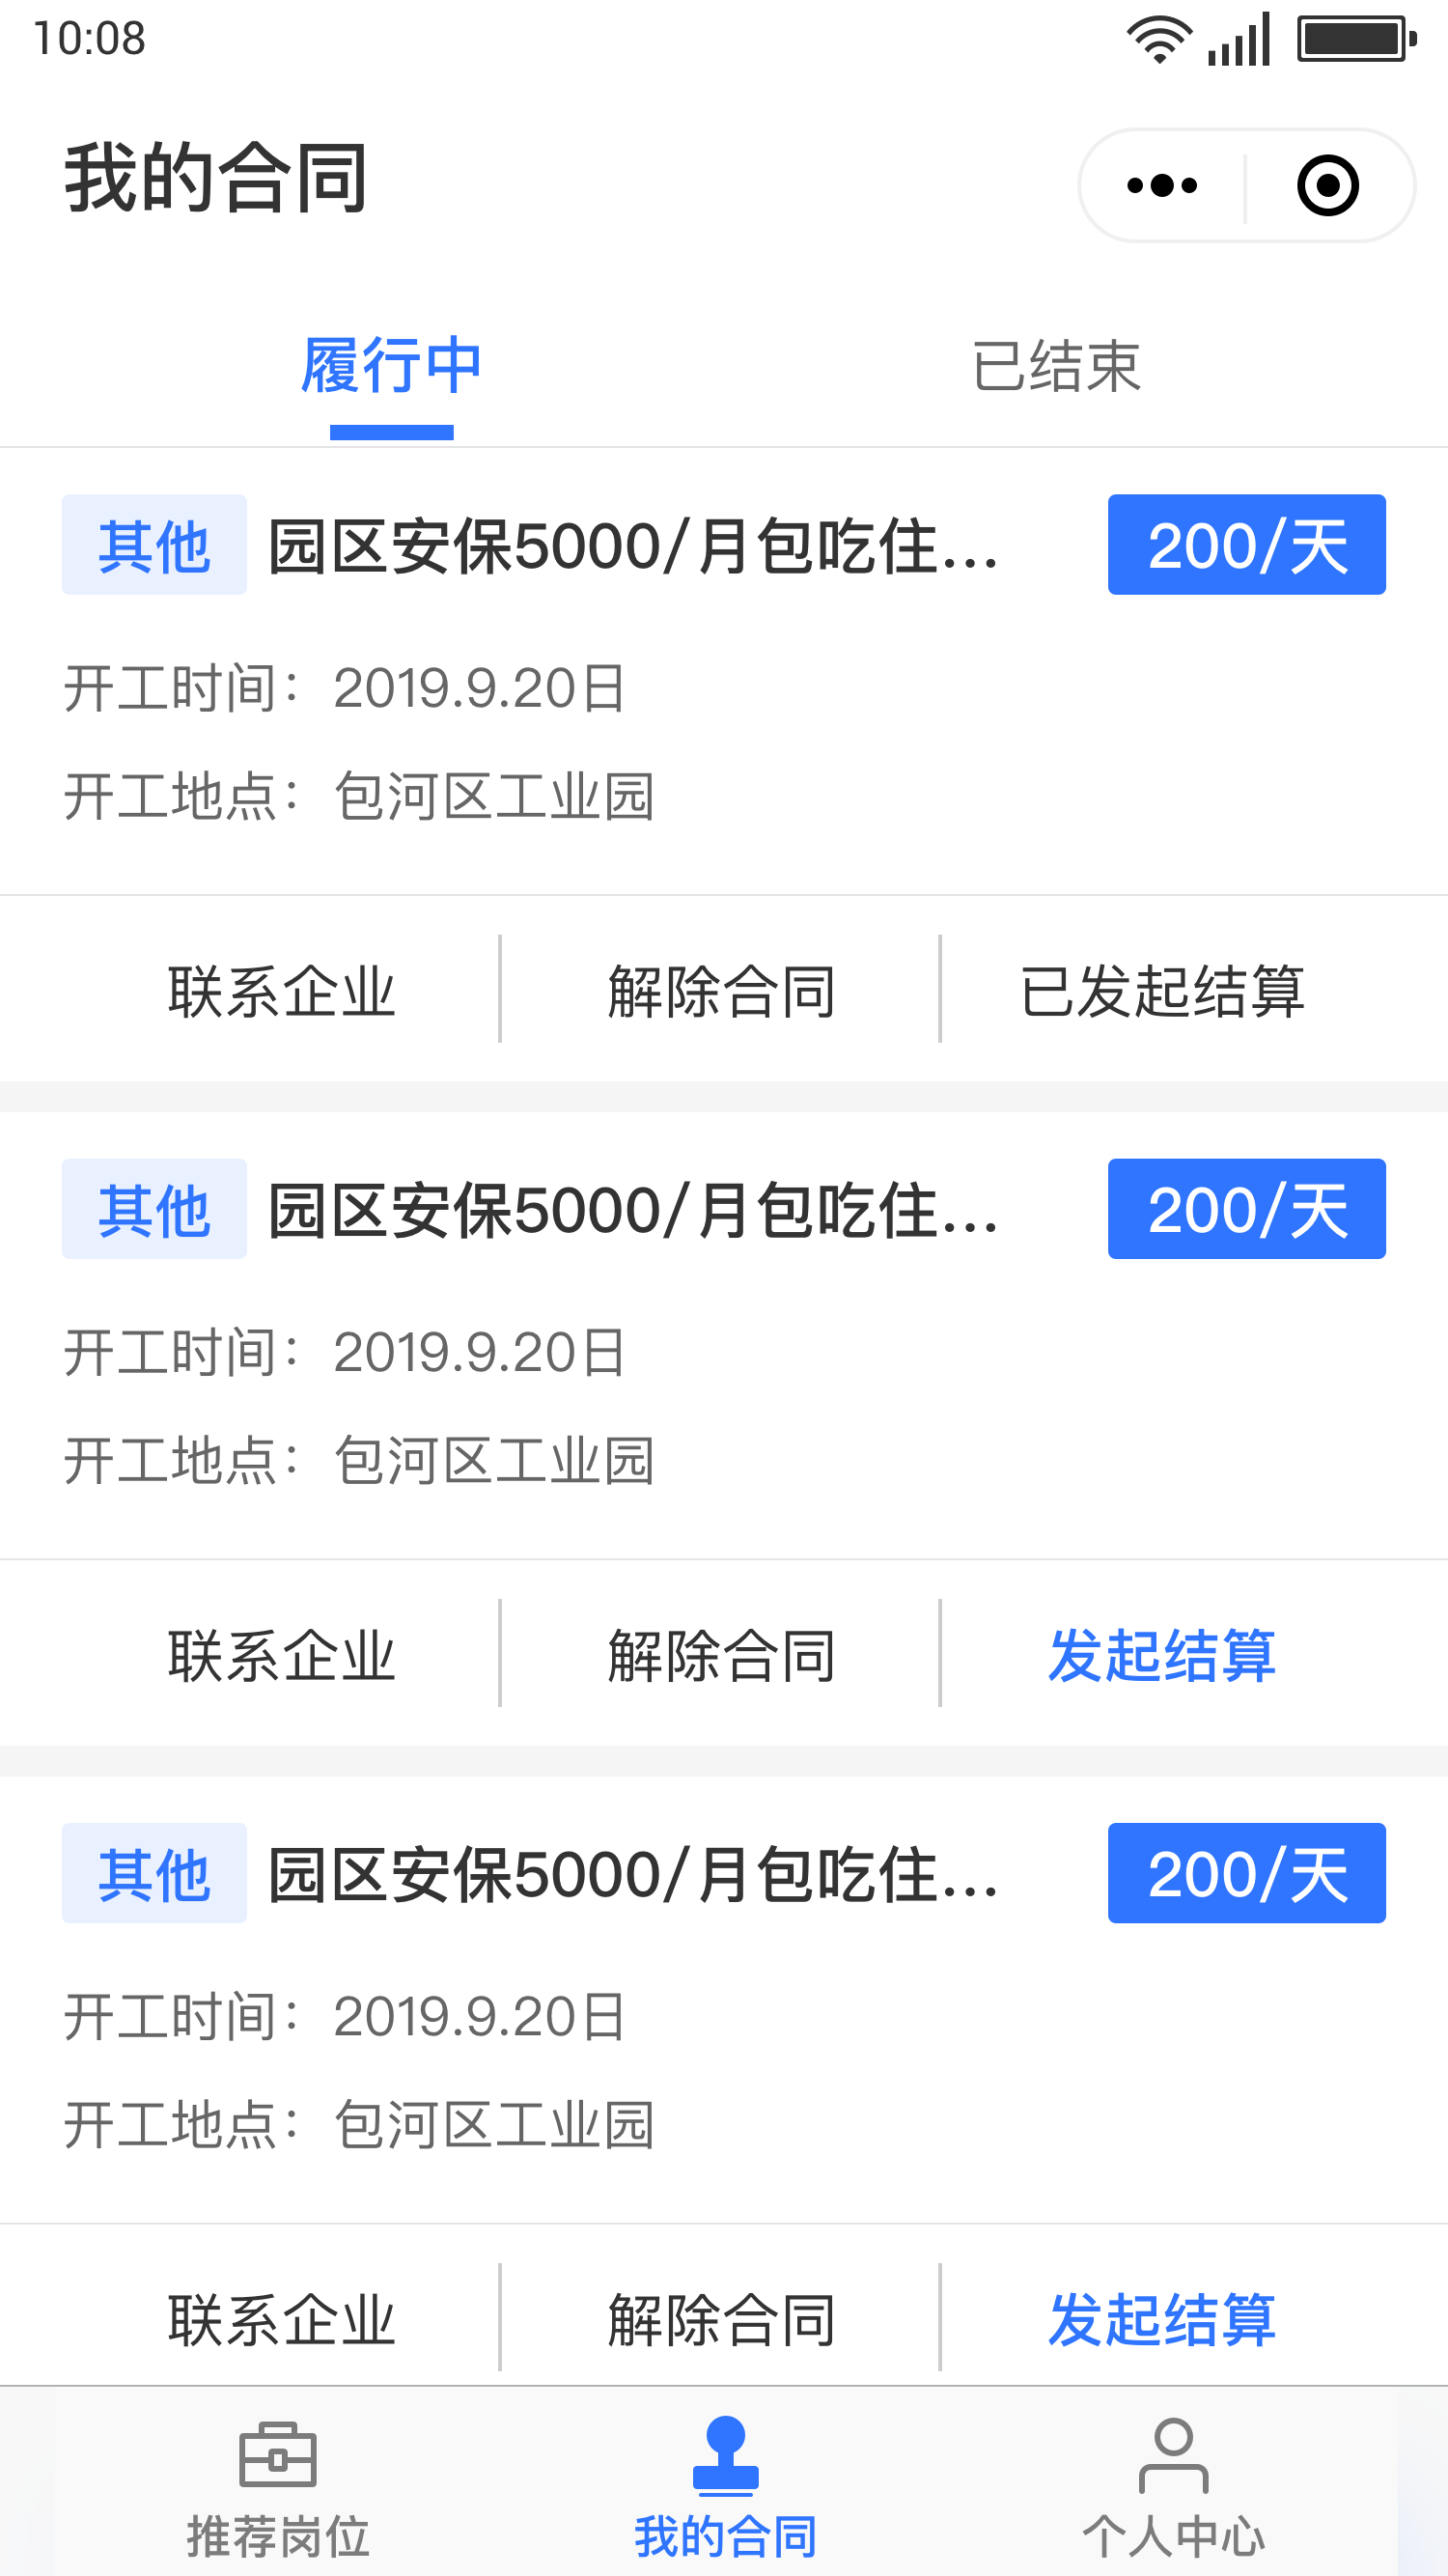 10:08
我的合同
履行中 已结束
其他 园区安保5000/月包吃住... 200/天
开工时间：2019.9.20日
开工地点：包河区工业园
联系企业 解除合同 已发起结算
其他 园区安保5000/月包吃住... 200/天
开工时间：2019.9.20日
开工地点：包河区工业园
联系企业 解除合同 发起结算
其他 园区安保5000/月包吃住... 200/天
开工时间：2019.9.20日
开工地点：包河区工业园
联系企业 解除合同 发起结算
推荐岗位 我的合同 个人中心